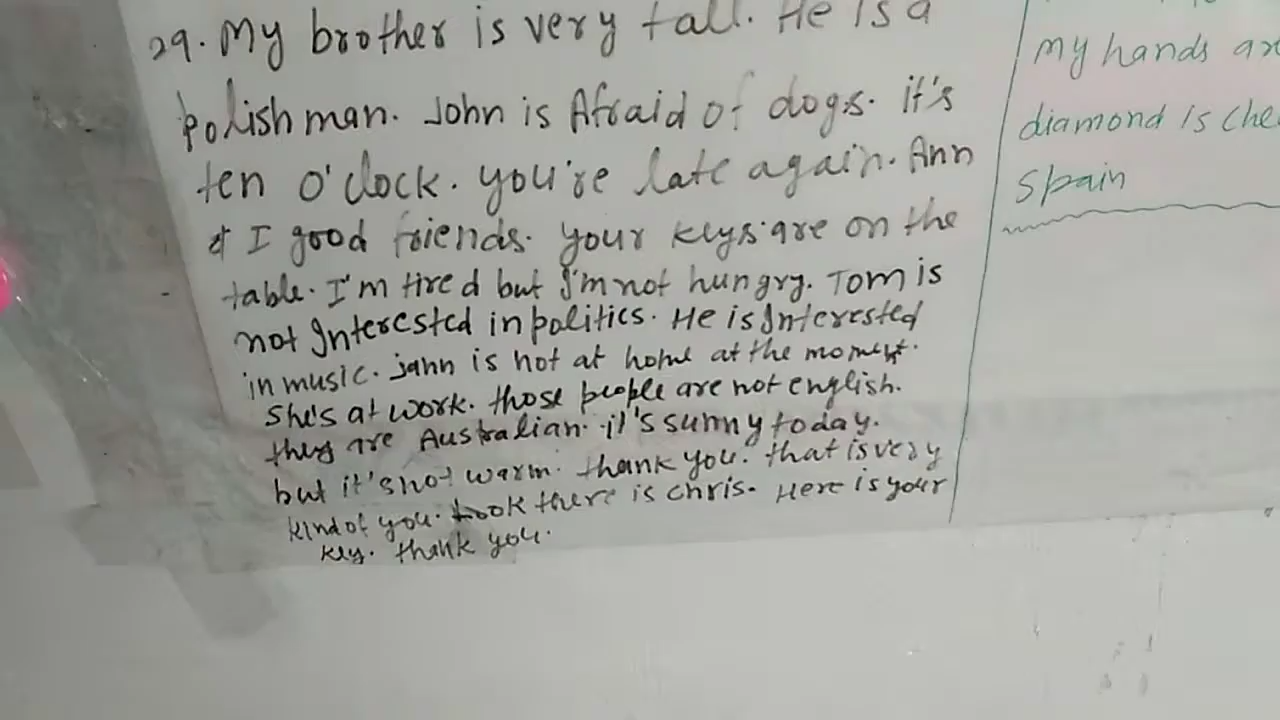 29. My brother is very tall. He is a
polish man. John is Afraid of dogs. it's
ten o'clock. you're late again. Ann
& I good friends. your keys are on the
table. I'm tired but I'm not hungry. Tom is
not Interested in politics. He is Interested
in music. Jann is not at home at the moment.
She's at work. those people are not english.
they are Australian. it's sunny today.
but it's not warm. thank you. that is very
kind of you. Look there is chris. Here is your
key. thank you.
my hands
diamond is
spain